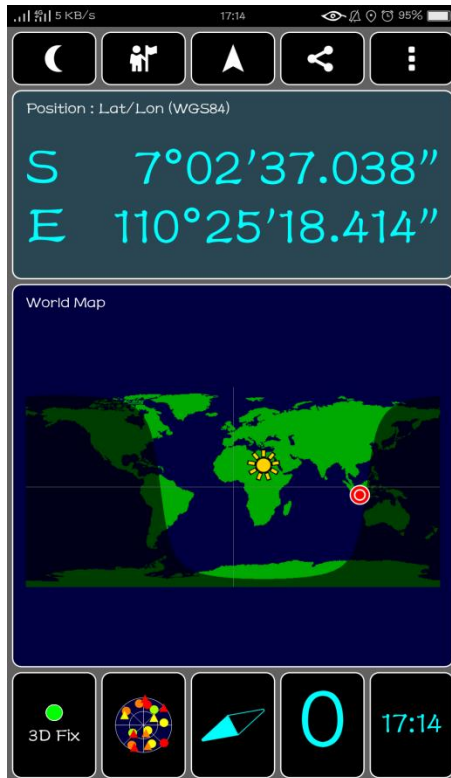 4G 5 KB/s 17:14 95%
Position : Lat/Lon (WGS84)
S 7°02'37.038"
E 110°25'18.414"
World Map
3D Fix
0
17:14